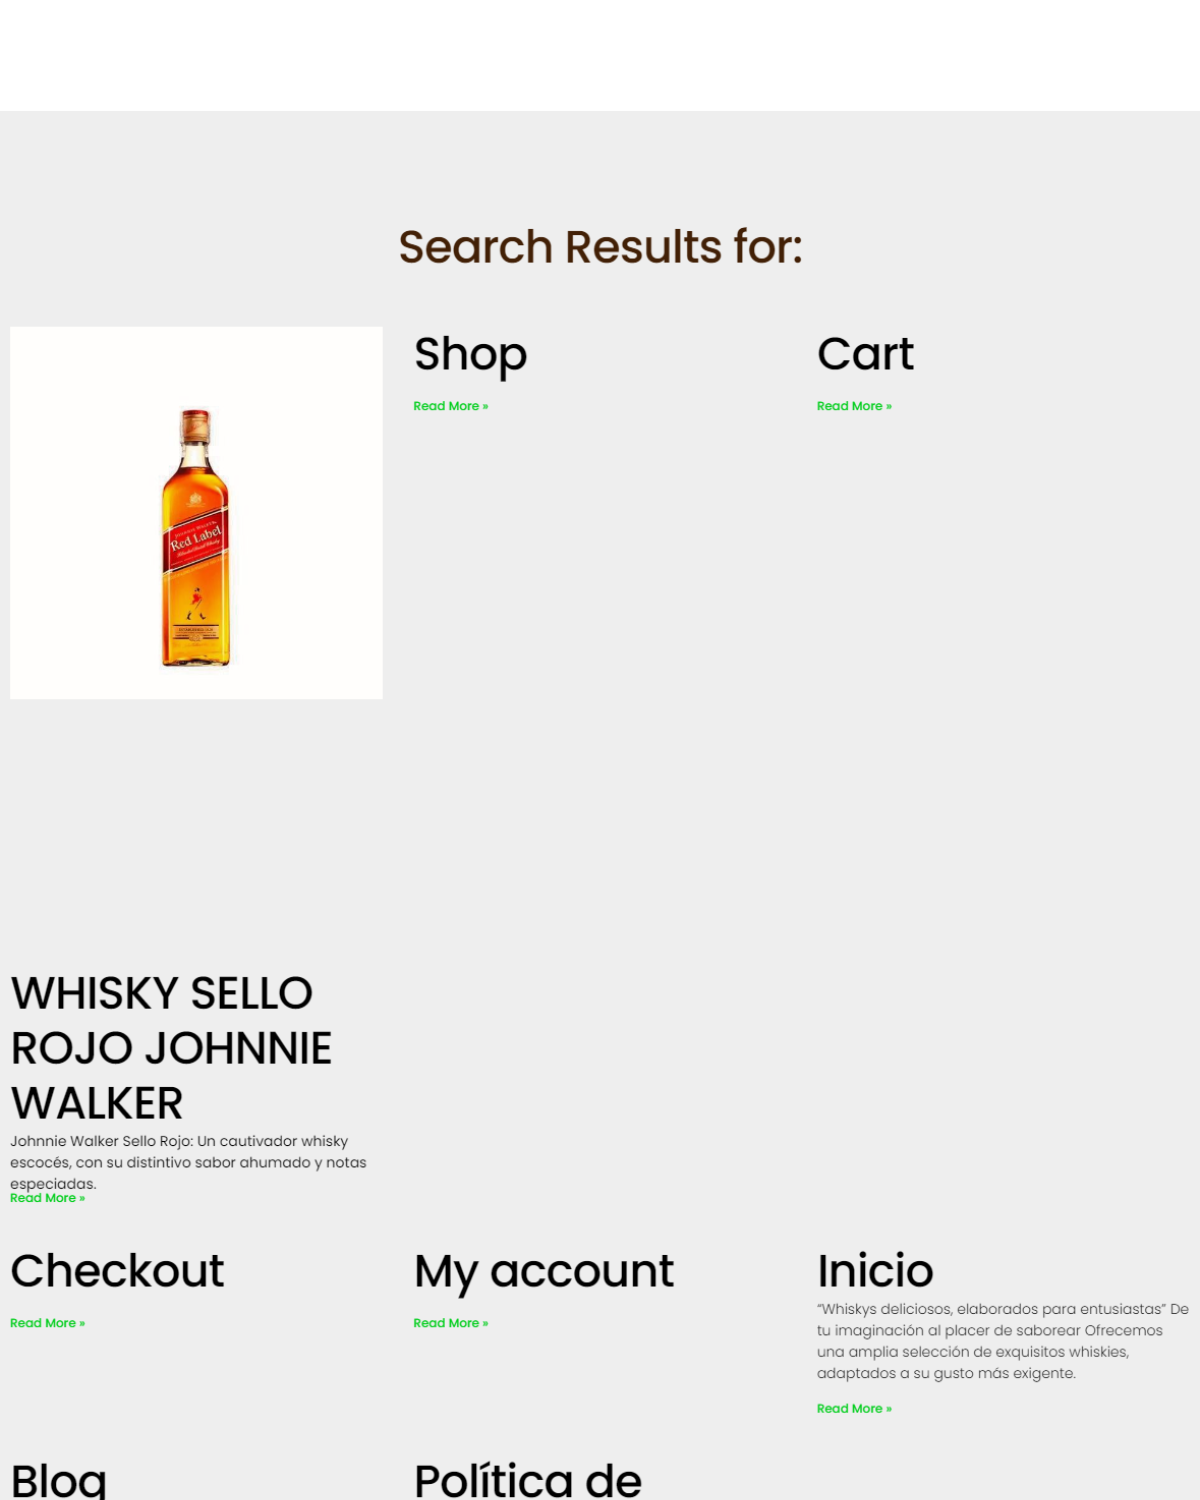 Search Results for:
Shop
Read More »
Cart
Read More »
JOHNNIE WALKER
Red Label
WHISKY SELLO
ROJO JOHNNIE
WALKER
Johnnie Walker Sello Rojo: Un cautivador whisky
escocés, con su distintivo sabor ahumado y notas
especiadas.
Read More »
Checkout
Read More »
My account
Read More »
Inicio
“Whiskys deliciosos, elaborados para entusiastas” De
tu imaginación al placer de saborear Ofrecemos
una amplia selección de exquisitos whiskies,
adaptados a su gusto más exigente.
Read More »
Blog
Política de